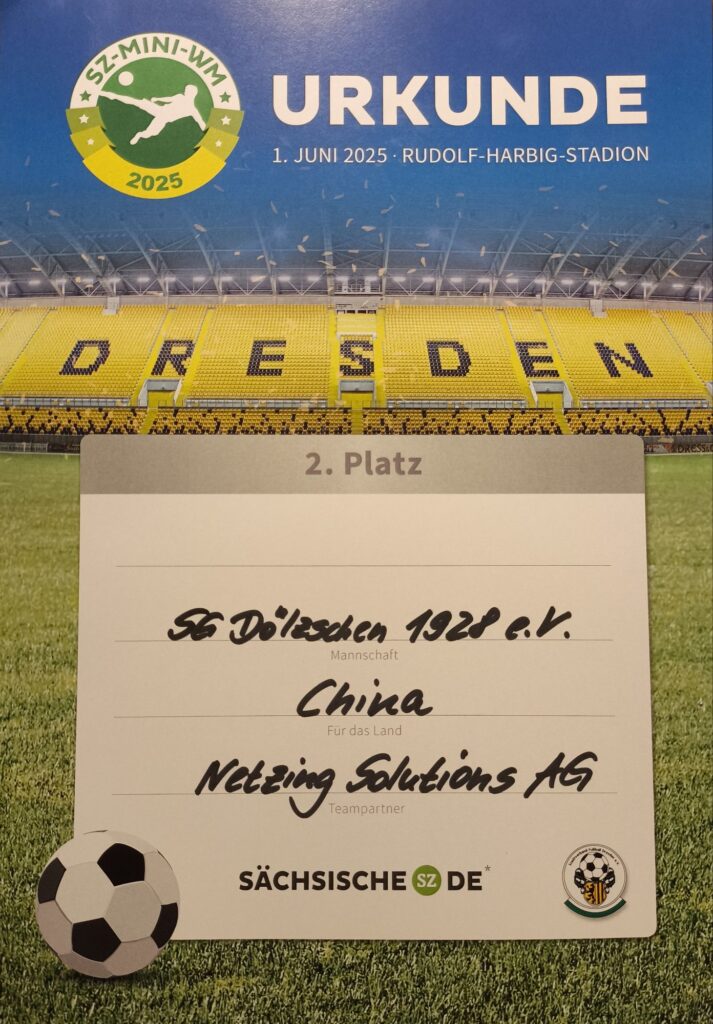 SZ-MINI-WM
2025
URKUNDE
1. JUNI 2025 · RUDOLF-HARBIG-STADION
DRESDEN
2. Platz
SG Dölzschen 1928 e.V.
Mannschaft
China
Für das Land
Netzing Solutions AG
Teampartner
SÄCHSISCHE SZ DE*